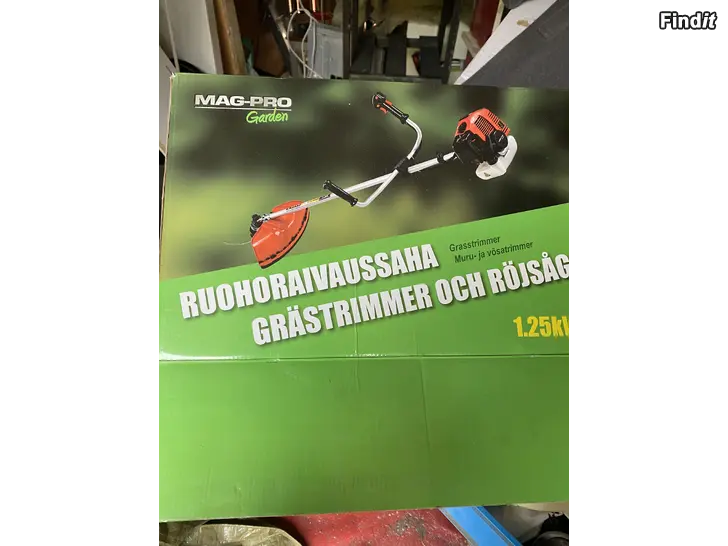 Findit
MAG-PRO
Garden
Grasstrimmer
Muru- ja võsatrimmer
RUOHORAIVAUSSAHA
GRÄSTRIMMER OCH RÖJSÅG
1.25k